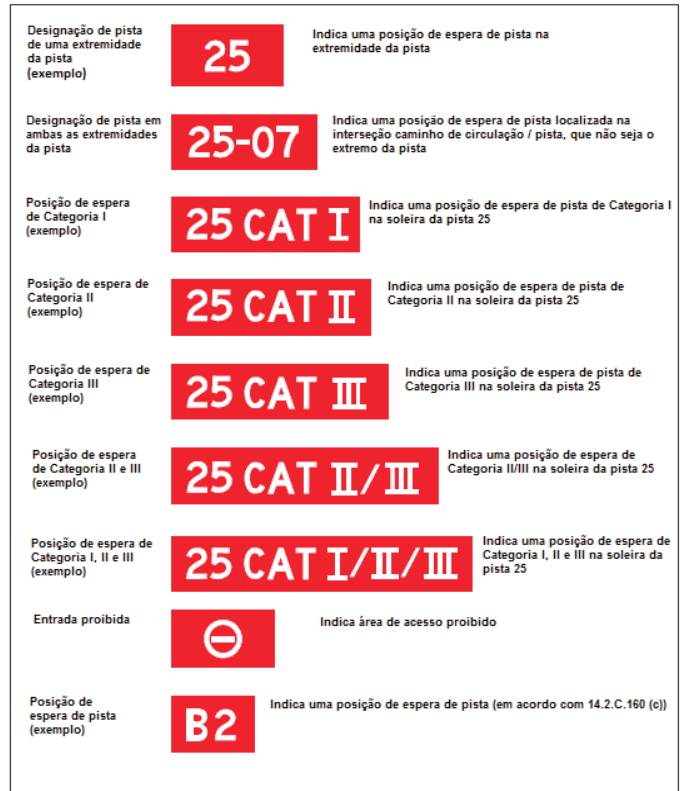 Designação de pista
de uma extremidade
da pista
(exemplo)
25
Indica uma posição de espera de pista na
extremidade da pista
Designação de pista em
ambas as extremidades
da pista
25-07
Indica uma posição de espera de pista localizada na
interseção caminho de circulação / pista, que não seja o
extremo da pista
Posição de espera
de Categoria I
(exemplo)
25 CAT I
Indica uma posição de espera de pista de Categoria I
na soleira da pista 25
Posição de espera de
Categoria II
(exemplo)
25 CAT II
Indica uma posição de espera de pista de
Categoria II na soleira da pista 25
Posição de espera de
Categoria III
(exemplo)
25 CAT III
Indica uma posição de espera de pista de
Categoria III na soleira da pista 25
Posição de espera
de Categoria II e III
(exemplo)
25 CAT II/III
Indica uma posição de espera de
Categoria II/III na soleira da pista 25
Posição de espera de
Categoria I, II e III
(exemplo)
25 CAT I/II/III
Indica uma posição de espera de
Categoria I, II e III na soleira da
pista 25
Entrada proibida
Indica área de acesso proibido
Posição de
espera de pista
(exemplo)
B2
Indica uma posição de espera de pista (em acordo com 14.2.C.160 (c))